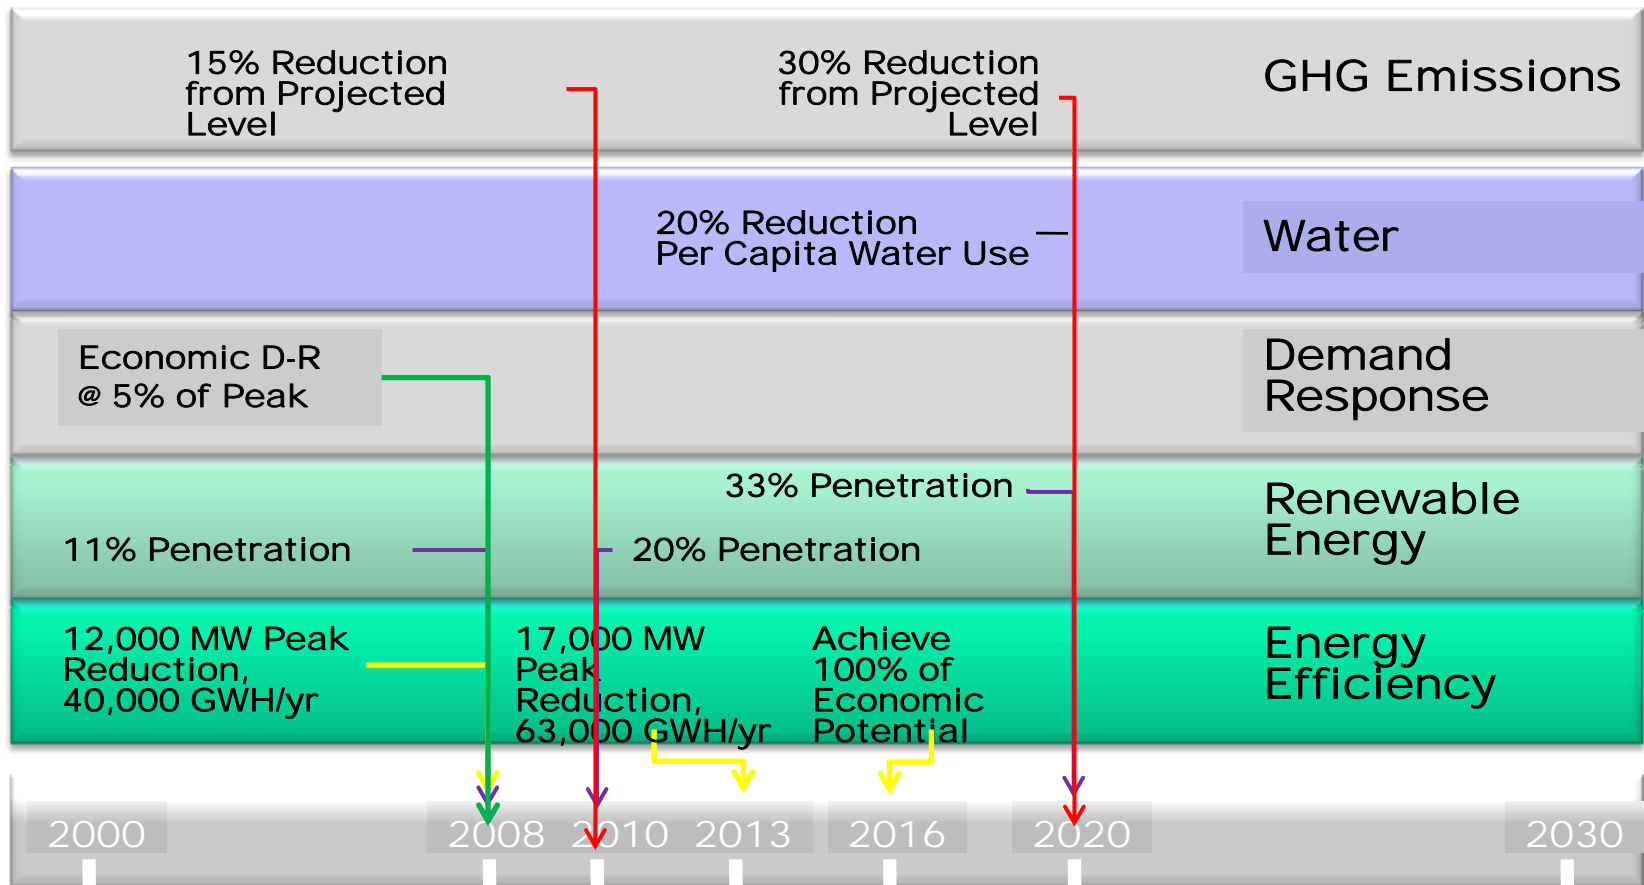 15% Reduction
from Projected
Level
30% Reduction
from Projected
Level
GHG Emissions
20% Reduction
Per Capita Water Use
Water
Economic D-R
@ 5% of Peak
Demand
Response
33% Penetration
11% Penetration
20% Penetration
Renewable
Energy
12,000 MW Peak
Reduction,
40,000 GWH/yr
17,000 MW
Peak
Reduction,
63,000 GWH/yr
Achieve
100% of
Economic
Potential
Energy
Efficiency
2000
2008
2010
2013
2016
2020
2030